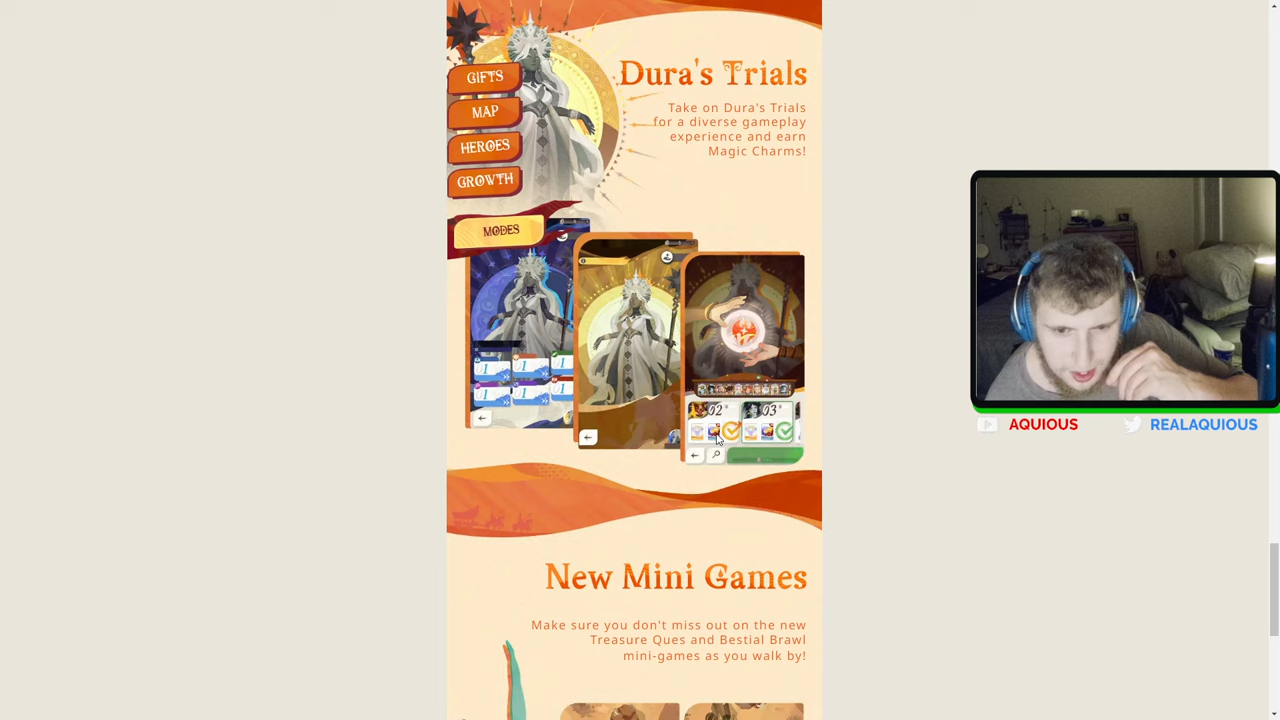 GIFTS
MAP
HEROES
GROWTH
MODES
Dura's Trials
Take on Dura's Trials
for a diverse gameplay
experience and earn
Magic Charms!
02
03
New Mini Games
Make sure you don't miss out on the new
Treasure Ques and Bestial Brawl
mini-games as you walk by!
AQUIOUS
REALAQUIOUS